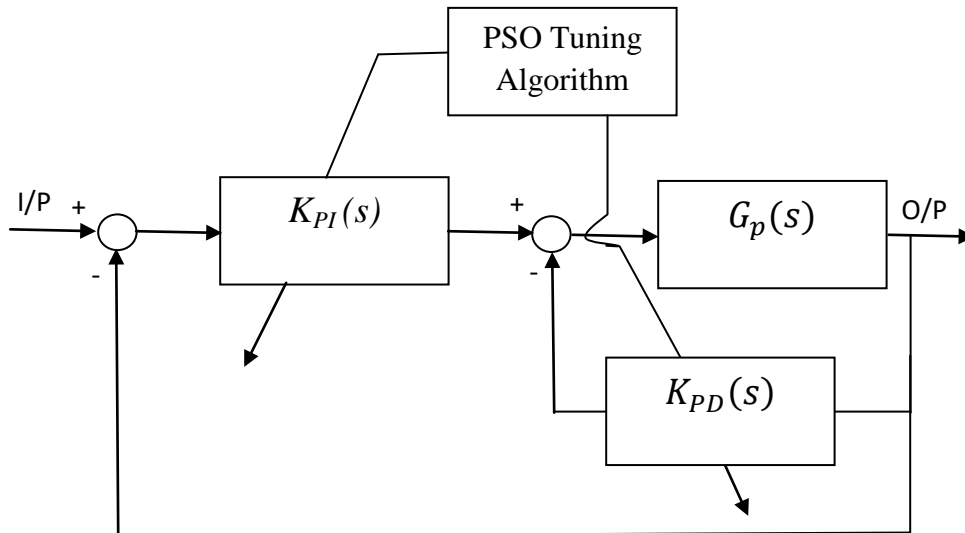 PSO Tuning
Algorithm
I/P
+
K_{PI}(s)
+
G_p(s)
O/P
-
-
K_{PD}(s)